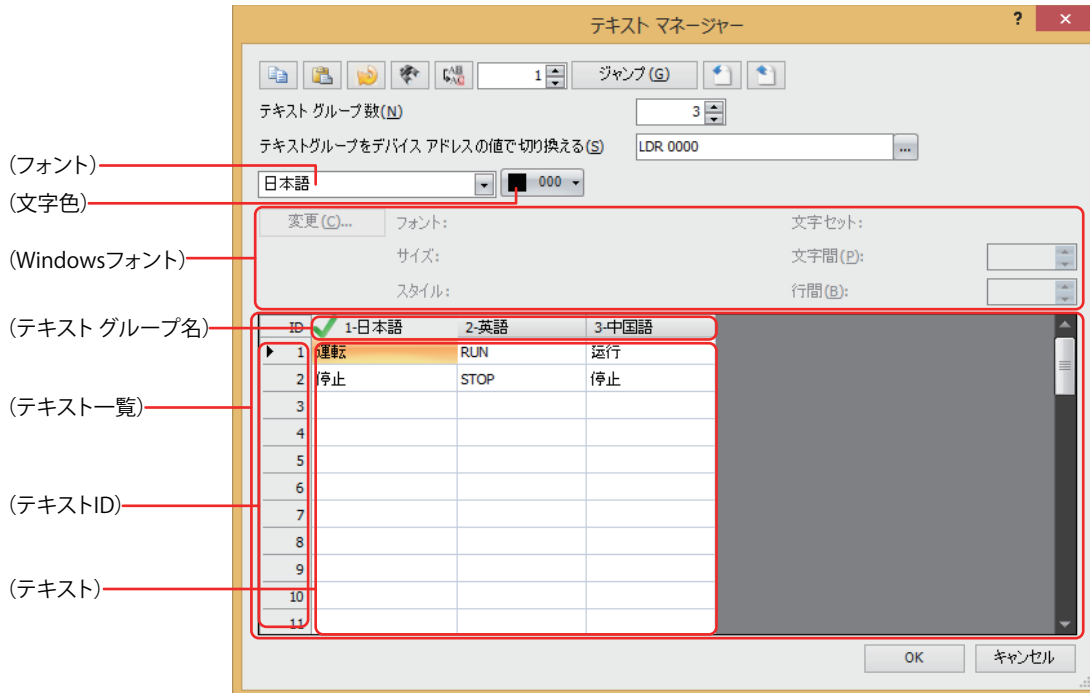 テキスト マネージャー
?
×
1
ジャンプ(G)
テキスト グループ数(N)
3
テキストグループをデバイス アドレスの値で切り換える(S)
LDR 0000
...
(フォント)
日本語
000
(文字色)
変更(C)...
フォント:
文字セット:
(Windowsフォント)
サイズ:
文字間(P):
スタイル:
行間(B):
(テキスト グループ名)
ID 1-日本語 2-英語 3-中国語
1 運転 RUN 运行
2 停止 STOP 停止
(テキスト一覧)
3
4
5
6
(テキストID)
7
8
9
(テキスト)
10
11
OK
キャンセル